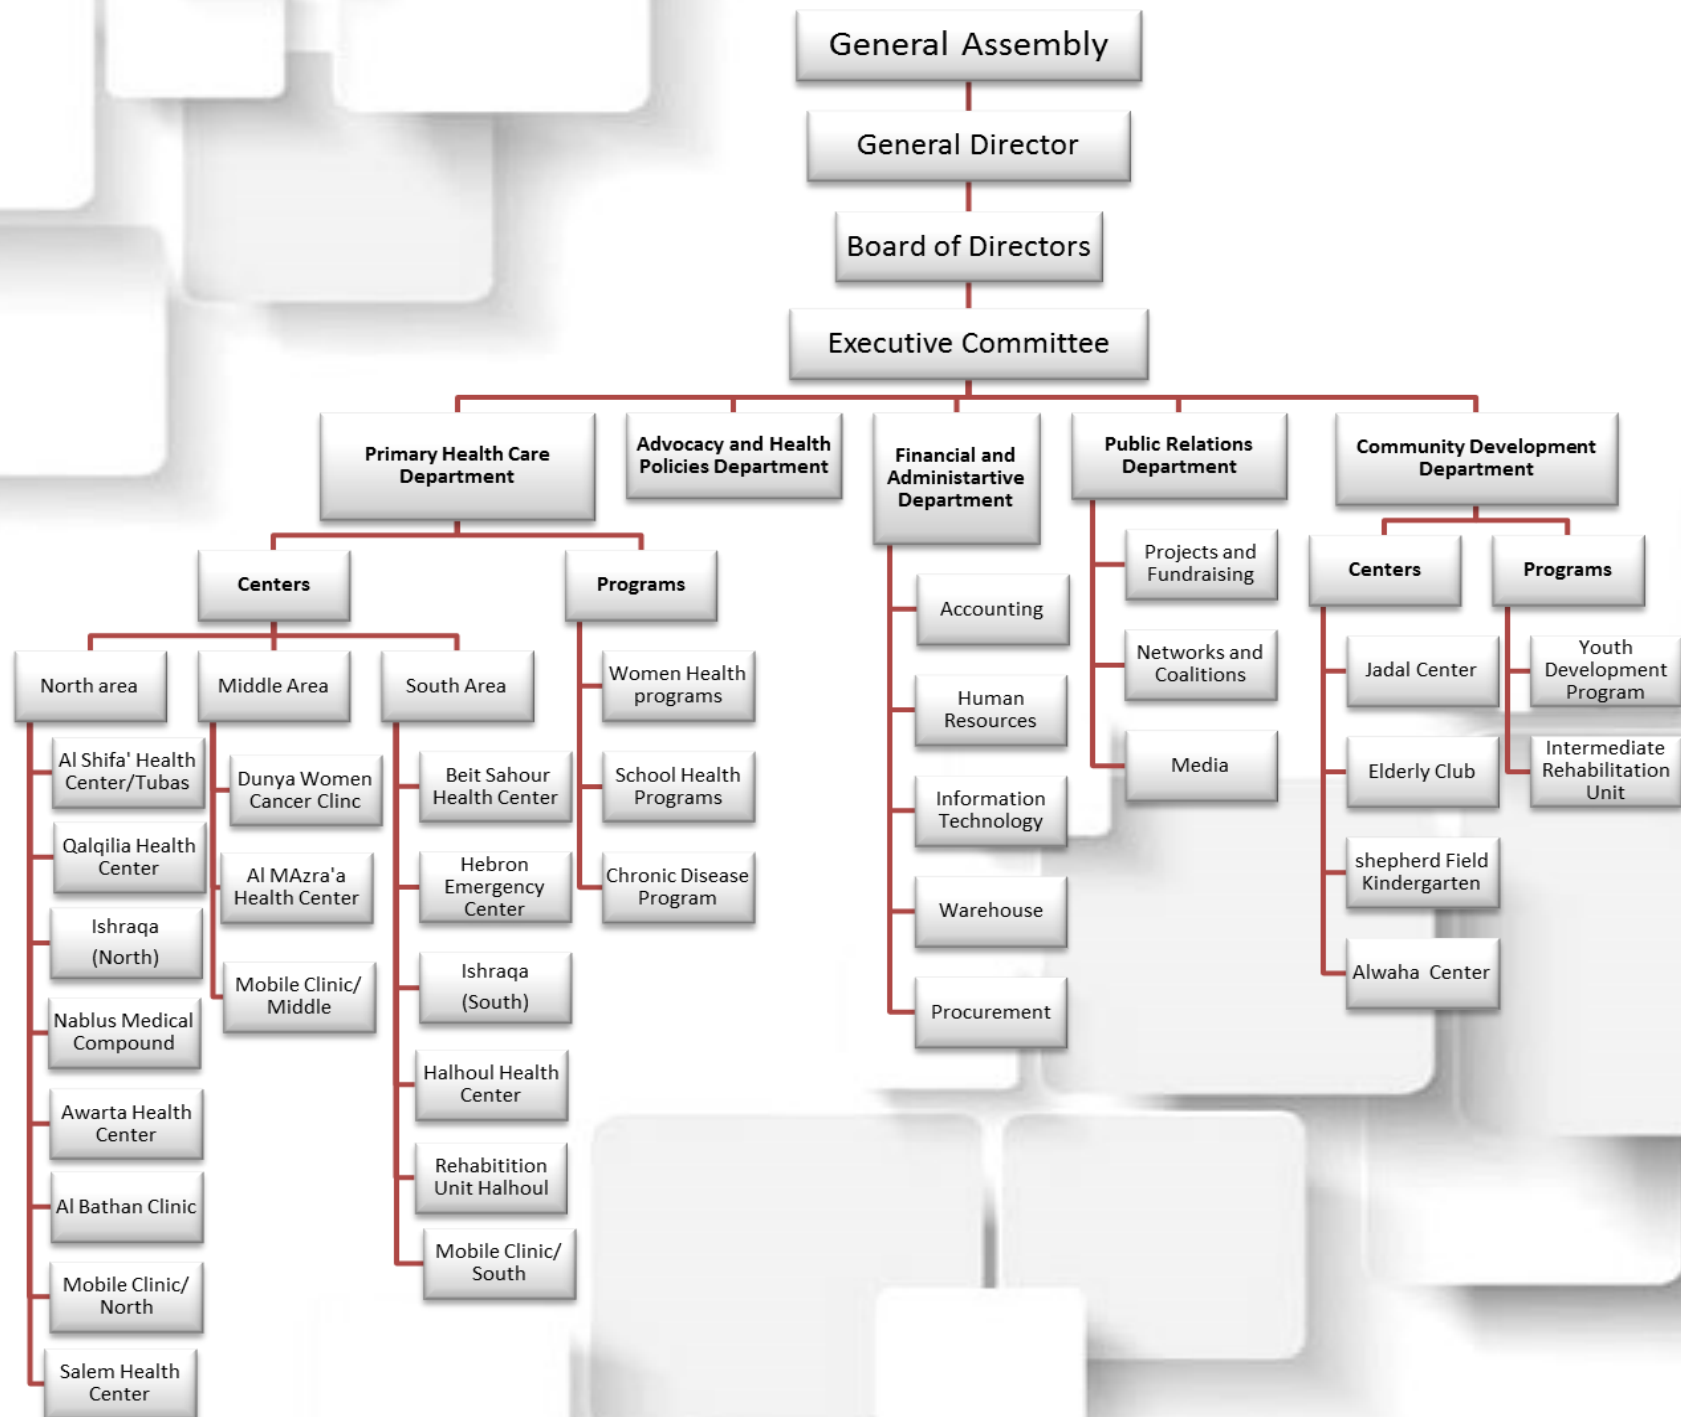 General Assembly
General Director
Board of Directors
Executive Committee
Primary Health Care
Department
Advocacy and Health
Policies Department
Financial and
Administartive
Department
Public Relations
Department
Community Development
Department
Centers
North area
Al Shifa' Health
Center/Tubas
Qalqilia Health
Center
Ishraqa
(North)
Nablus Medical
Compound
Awarta Health
Center
Al Bathan Clinic
Mobile Clinic/
North
Salem Health
Center
Middle Area
Dunya Women
Cancer Clinc
Al MAzra'a
Health Center
Mobile Clinic/
Middle
South Area
Beit Sahour
Health Center
Hebron
Emergency
Center
Ishraqa
(South)
Halhoul Health
Center
Rehabitition
Unit Halhoul
Mobile Clinic/
South
Programs
Women Health
programs
School Health
Programs
Chronic Disease
Program
Accounting
Human
Resources
Information
Technology
Warehouse
Procurement
Projects and
Fundraising
Networks and
Coalitions
Media
Centers
Jadal Center
Elderly Club
shepherd Field
Kindergarten
Alwaha Center
Programs
Youth
Development
Program
Intermediate
Rehabilitation
Unit